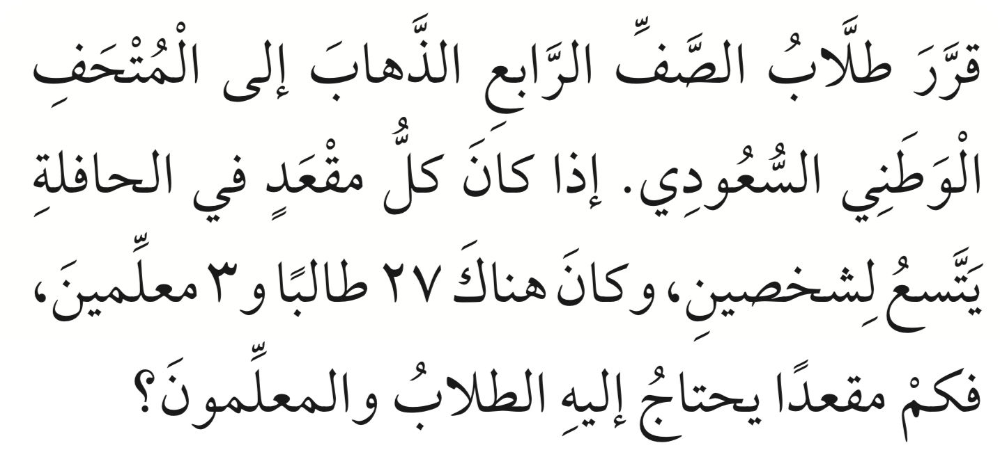 قرَّرَ طلَّابُ الصَّفِّ الرَّابعِ الذَّهابَ إلى الْمُتْحَفِ
الْوَطَنِي السُّعُودِي. إذا كانَ كلُّ مقْعَدٍ في الحافلةِ
يَتَّسعُ لِشخصينِ، وكانَ هناكَ ٢٧ طالبًا و ٣ معلِّمينَ،
فكمْ مقعدًا يحتاجُ إليهِ الطلابُ والمعلِّمونَ؟